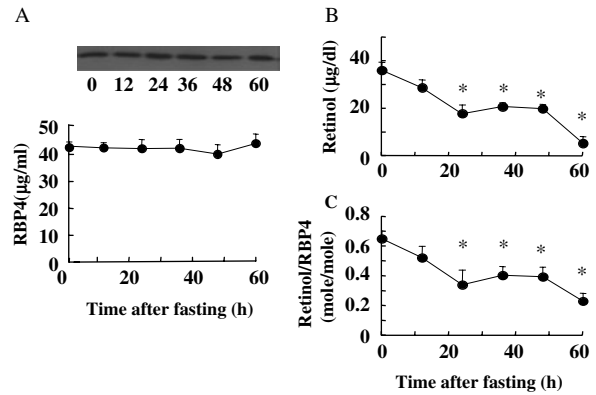 A
0 12 24 36 48 60
50
40
30
20
10
0
RBP4(µg/ml)
0 20 40 60
Time after fasting (h)
B
40
20
0
Retinol (µg/dl)
* * * *
0 20 40 60
C
0.8
0.6
0.4
0.2
0
Retinol/RBP4
(mole/mole)
* * * *
0 20 40 60
Time after fasting (h)